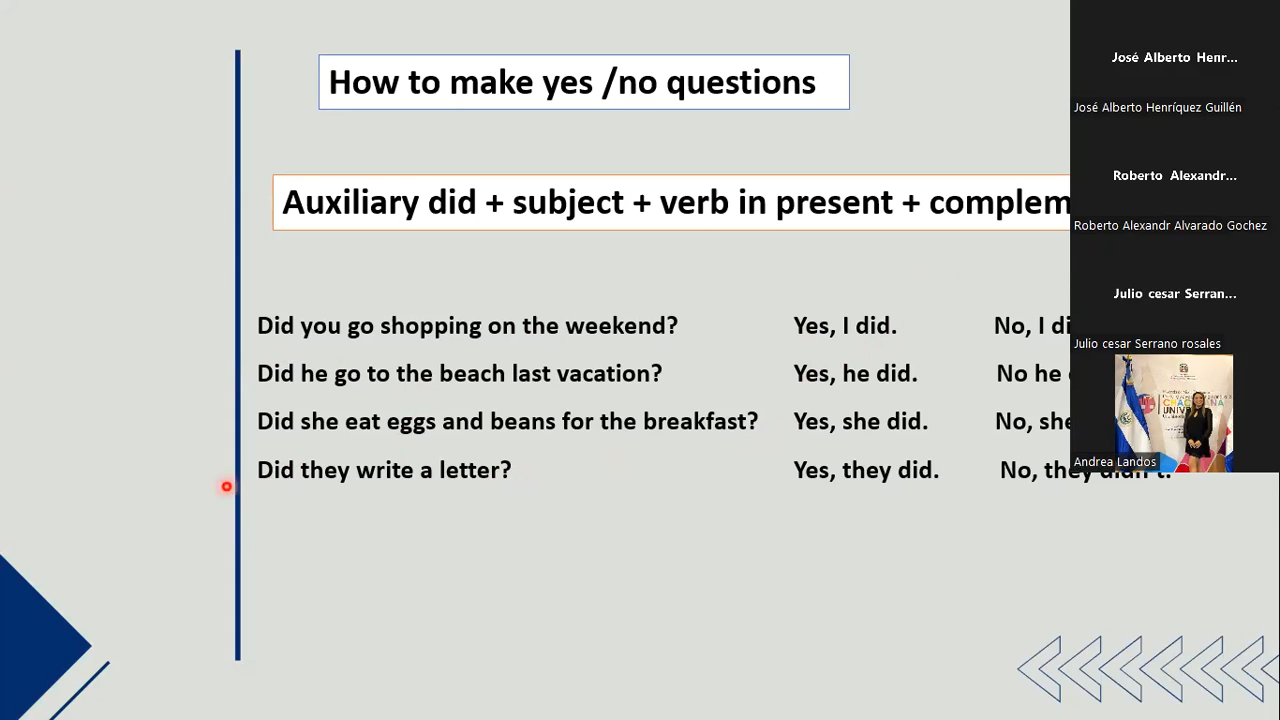 How to make yes /no questions
Auxiliary did + subject + verb in present + complem
Did you go shopping on the weekend? Yes, I did. No, I di
Did he go to the beach last vacation? Yes, he did. No he
Did she eat eggs and beans for the breakfast? Yes, she did. No, she
Did they write a letter? Yes, they did. No, they didn't.
José Alberto Henr...
José Alberto Henríquez Guillén
Roberto Alexandr...
Roberto Alexandr Alvarado Gochez
Julio cesar Serran...
Julio cesar Serrano rosales
Andrea Landos